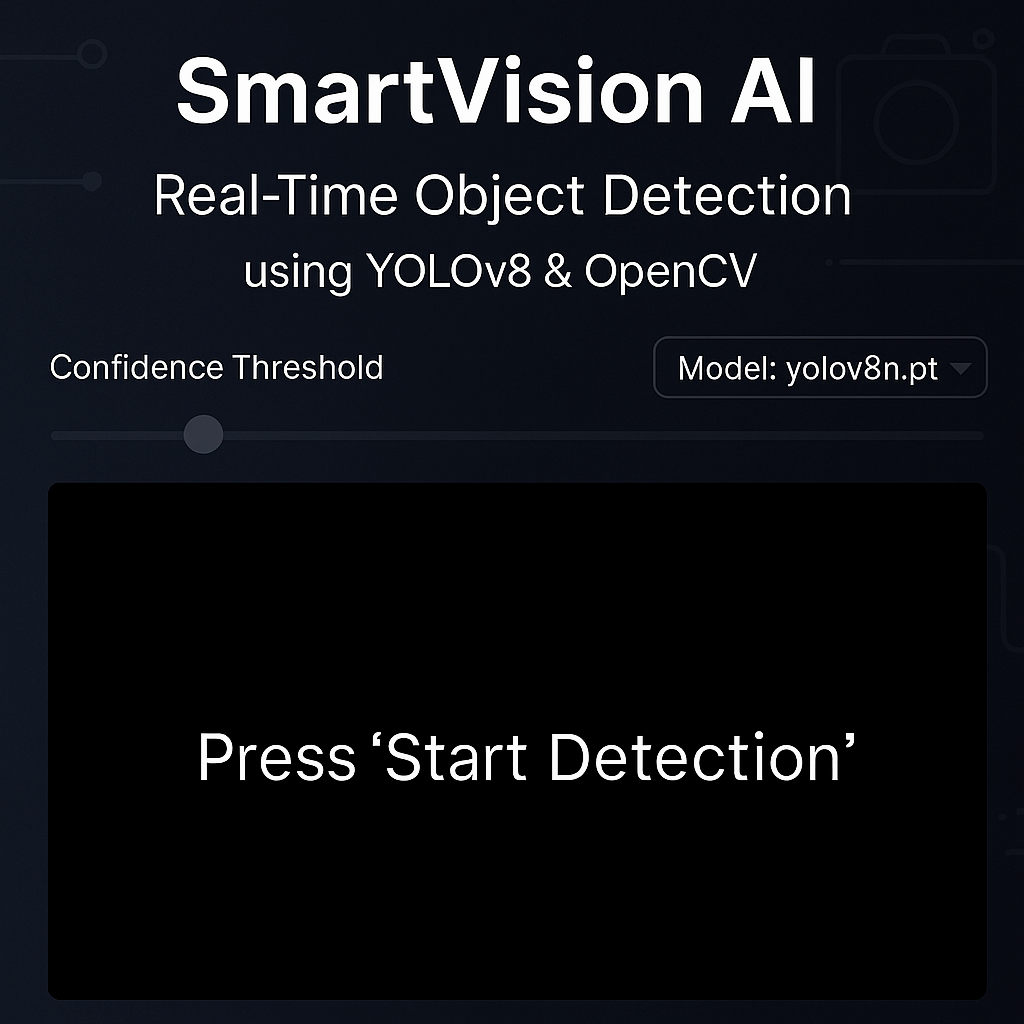 SmartVision AI
Real-Time Object Detection
using YOLOv8 & OpenCV
Confidence Threshold
Model: yolov8n.pt
Press ‘Start Detection’